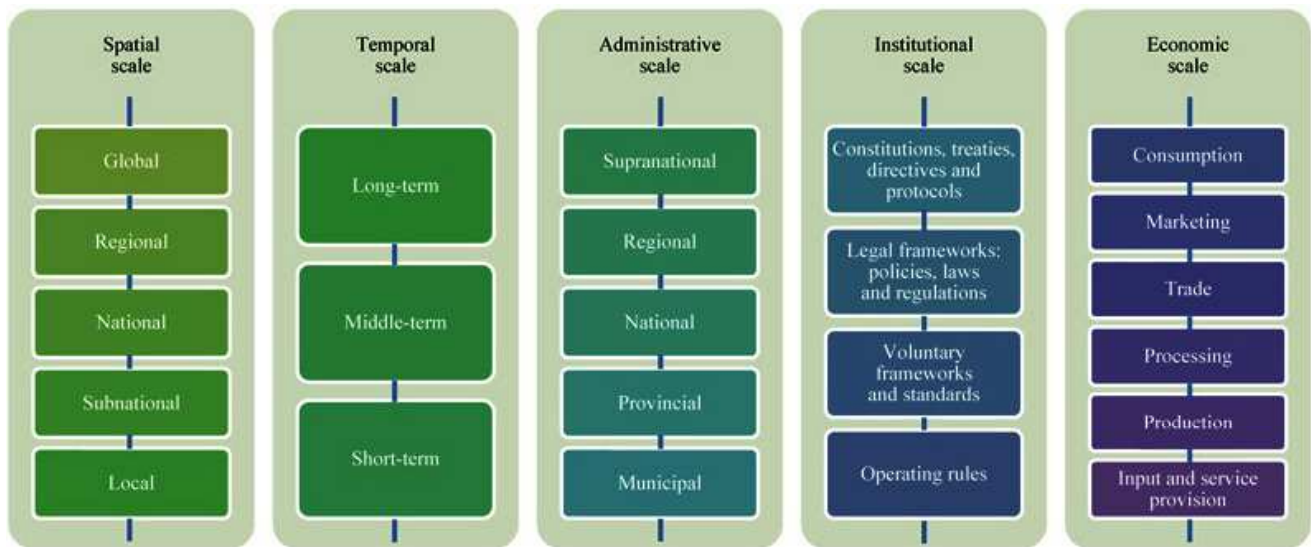 Spatial
scale
Global
Regional
National
Subnational
Local
Temporal
scale
Long-term
Middle-term
Short-term
Administrative
scale
Supranational
Regional
National
Provincial
Municipal
Institutional
scale
Constitutions, treaties,
directives and
protocols
Legal frameworks:
policies, laws
and regulations
Voluntary
frameworks
and standards
Operating rules
Economic
scale
Consumption
Marketing
Trade
Processing
Production
Input and service
provision